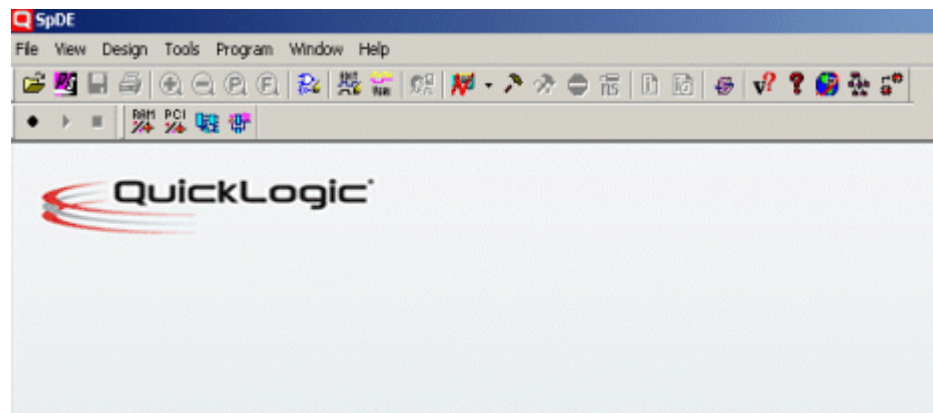 SpDE
File View Design Tools Program Window Help
RAM PCI
QuickLogic